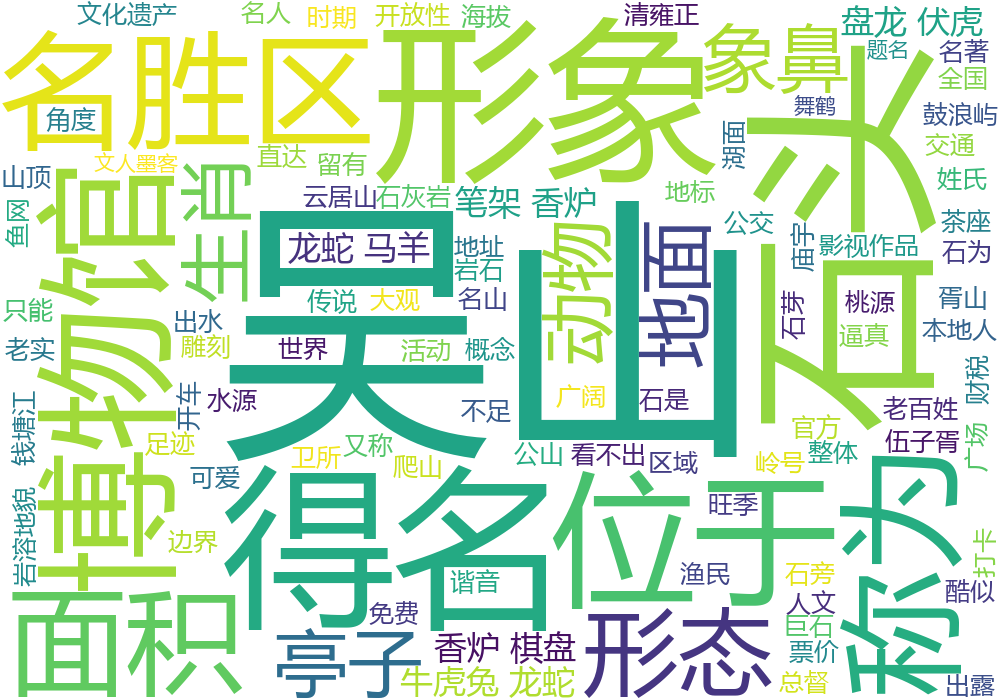 文化遗产
名人
时期
开放性
海拔
清雍正
盘龙 伏虎
名胜区
形象
象鼻
题名
名著
全国
角度
舞鹤
鼓浪屿
石头
湖面
交通
文人墨客
直达
留有
山顶
生肖
云居山
石灰岩
笔架 香炉
地标
姓氏
博物馆
鱼网
吴山
龙蛇 马羊
地址
动物
地面
公交
庙宇
影视作品
茶座
石为
岩石
只能
出水
传说
大观
名山
石芽
桃源
胥山
老实
雕刻
世界
活动
概念
逼真
本地人
钱塘江
开车
水源
不足
广阔
石是
财税
老百姓
足迹
卫所
又称
爬山
公山
看不出
区域
官方
岭号
整体
伍子胥
广场
可爱
得名
位于
称为
岩溶地貌
边界
旺季
打卡
谐音
渔民
石旁
酷似
面积
免费
人文
巨石
亭子
香炉 棋盘
形态
票价
牛虎兔 龙蛇
总督
出露